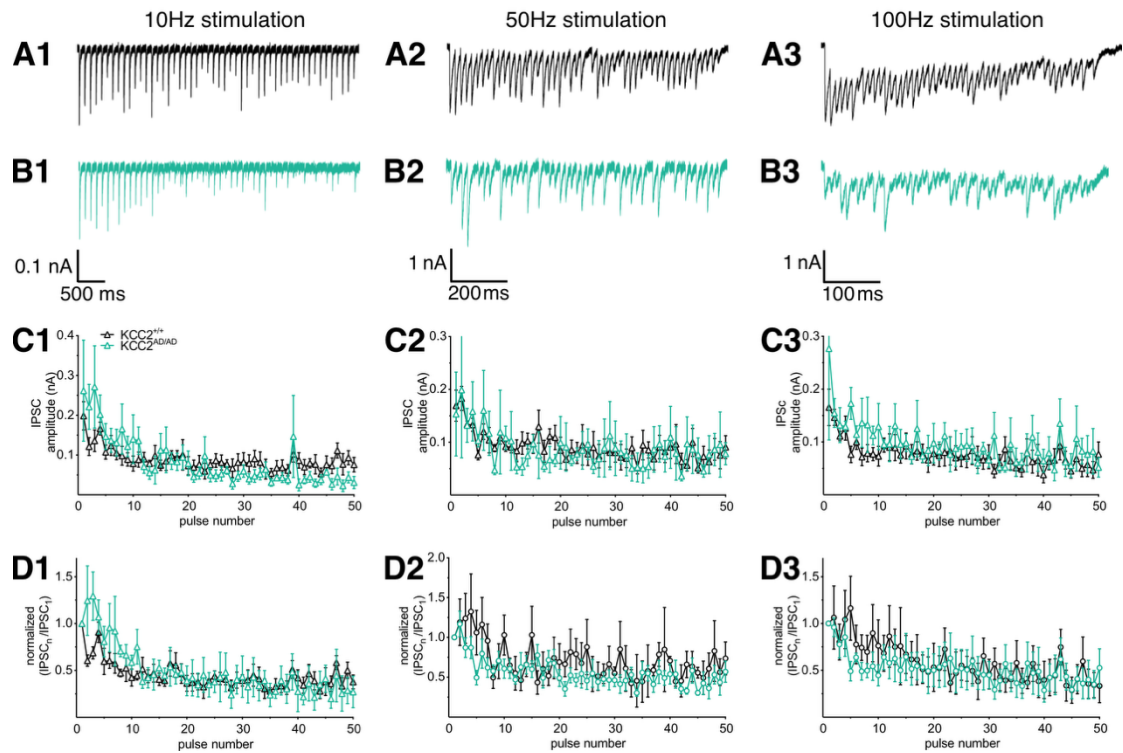 10Hz stimulation 50Hz stimulation 100Hz stimulation
A1 A2 A3
B1 B2 B3
0.1 nA 1 nA 1 nA
500 ms 200ms 100ms
C1 C2 C3
KCC2+/+
KCC2AD/AD
IPSC
amplitude (nA)
0.4
0.3
0.2
0.1
0 10 20 30 40 50
pulse number
IPSC
amplitude (nA)
0.3
0.2
0.1
0 10 20 30 40 50
pulse number
IPSc
amplitude (nA)
0.3
0.2
0.1
0 10 20 30 40 50
pulse number
D1 D2 D3
normalized
(IPSCn /IPSC1)
1.5
1.0
0.5
0 10 20 30 40 50
pulse number
normalized
(IPSCn /IPSC1)
2.0
1.5
1.0
0.5
0 10 20 30 40 50
pulse number
normalized
(IPSCn /IPSC1)
1.5
1.0
0.5
0 10 20 30 40 50
pulse number